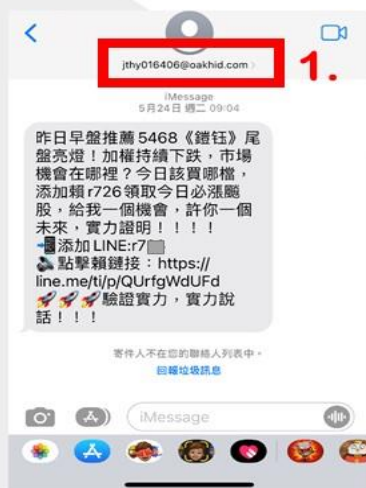 jthy016406@oakhid.com
1.
iMessage
5月24日 週二 09:04
昨日早盤推薦 5468《鎧钰》尾
盤亮燈！加權持續下跌，市場
機會在哪裡？今日該買哪檔，
添加賴 r726 領取今日必漲飈
股，給我一個機會，許你一個
未來，實力證明！！！！
📲添加 LINE:r7
🔊點擊賴鏈接：https://
line.me/ti/p/QUrfgWdUFd
🚀🚀🚀驗證實力，實力說
話！！！
寄件人不在您的聯絡人列表中。
回報垃圾訊息
iMessage